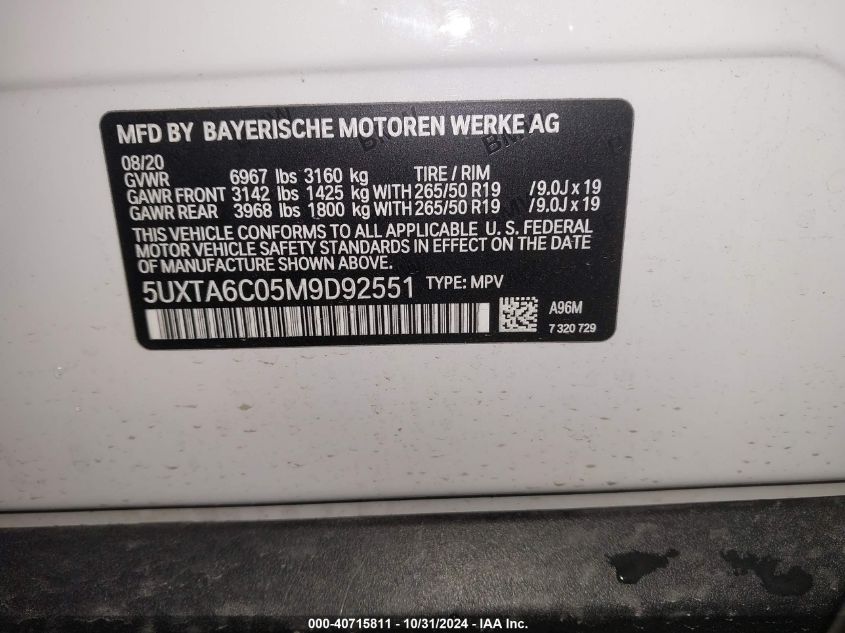 MFD BY BAYERISCHE MOTOREN WERKE AG
08/20
GVWR 6967 lbs 3160 kg TIRE / RIM
GAWR FRONT 3142 lbs 1425 kg WITH 265/50 R19 /9.0J x 19
GAWR REAR 3968 lbs 1800 kg WITH 265/50 R19 /9.0J x 19
THIS VEHICLE CONFORMS TO ALL APPLICABLE U. S. FEDERAL
MOTOR VEHICLE SAFETY STANDARDS IN EFFECT ON THE DATE
OF MANUFACTURE SHOWN ABOVE.
5UXTA6C05M9D92551 TYPE: MPV
A96M
7 320 729
000-40715811 - 10/31/2024 - IAA Inc.